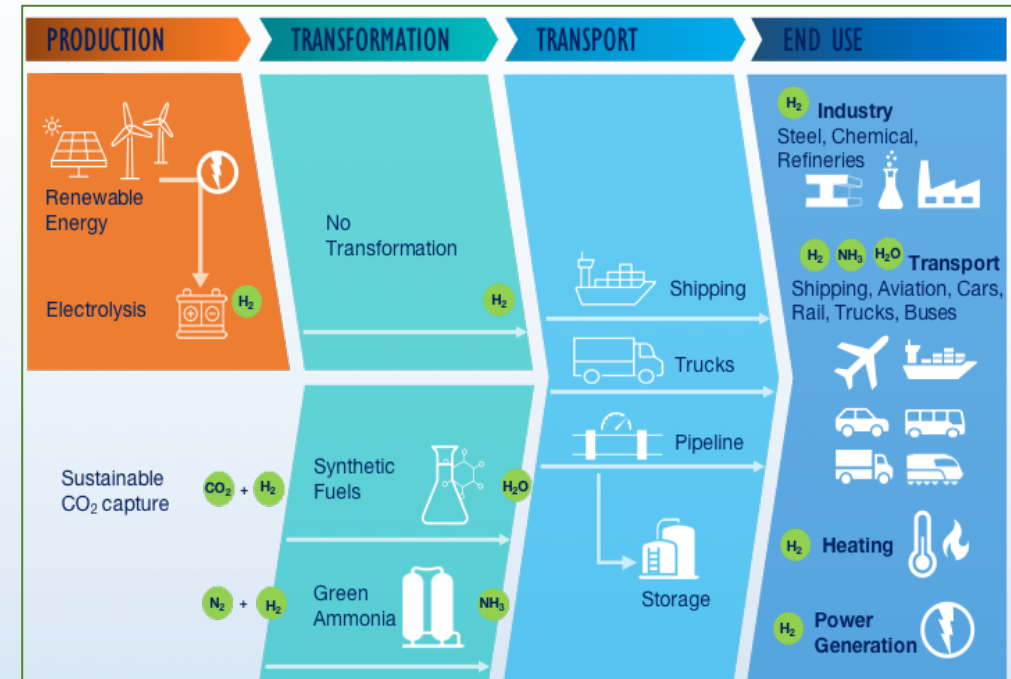 PRODUCTION
TRANSFORMATION
TRANSPORT
END USE
Renewable
Energy
Electrolysis
H₂
No
Transformation
H₂
Sustainable
CO₂ capture
CO₂ + H₂
Synthetic
Fuels
H₂O
N₂ + H₂
Green
Ammonia
NH₃
Shipping
Trucks
Pipeline
Storage
H₂ Industry
Steel, Chemical,
Refineries
H₂ NH₃ H₂O Transport
Shipping, Aviation, Cars,
Rail, Trucks, Buses
H₂ Heating
H₂ Power
Generation